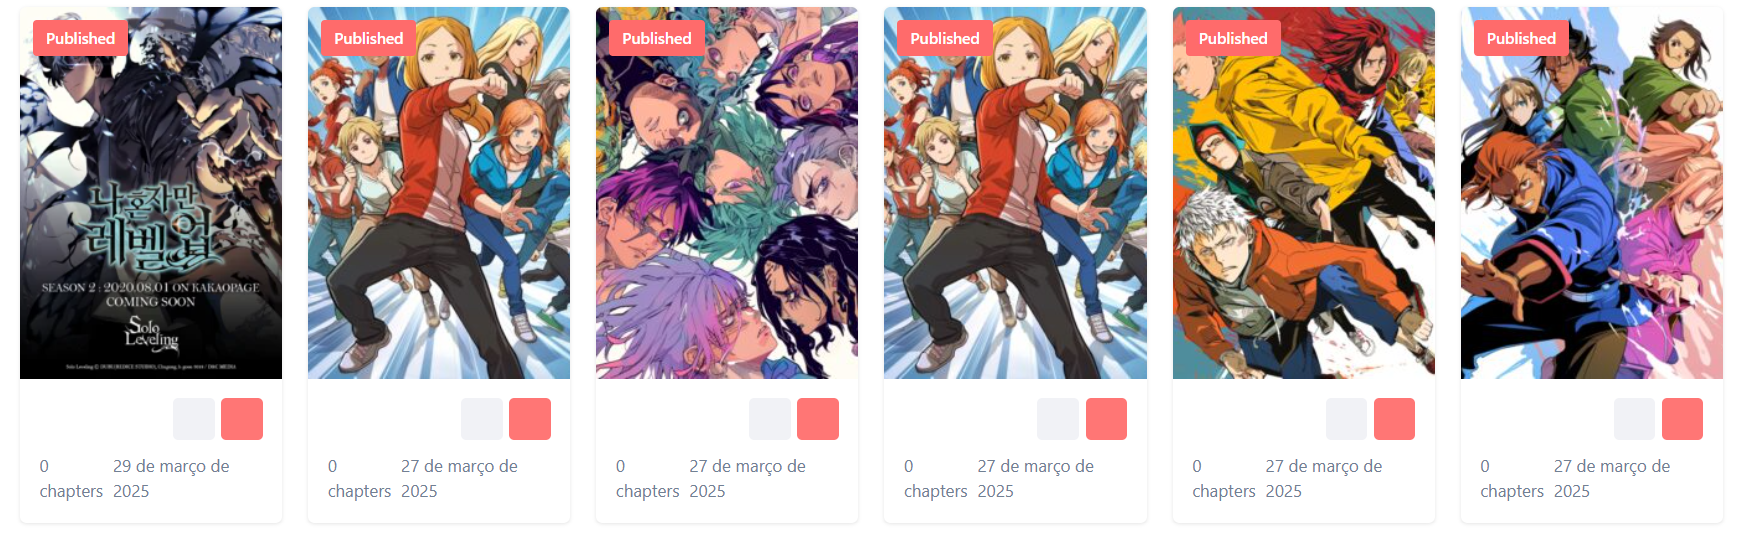 Published
나 혼자만
레벨업
SEASON 2 : 2020.08.01 ON KAKAOPAGE
COMING SOON
Solo
Leveling
0
chapters
29 de março de
2025
Published
0
chapters
27 de março de
2025
Published
0
chapters
27 de março de
2025
Published
0
chapters
27 de março de
2025
Published
0
chapters
27 de março de
2025
Published
0
chapters
27 de março de
2025